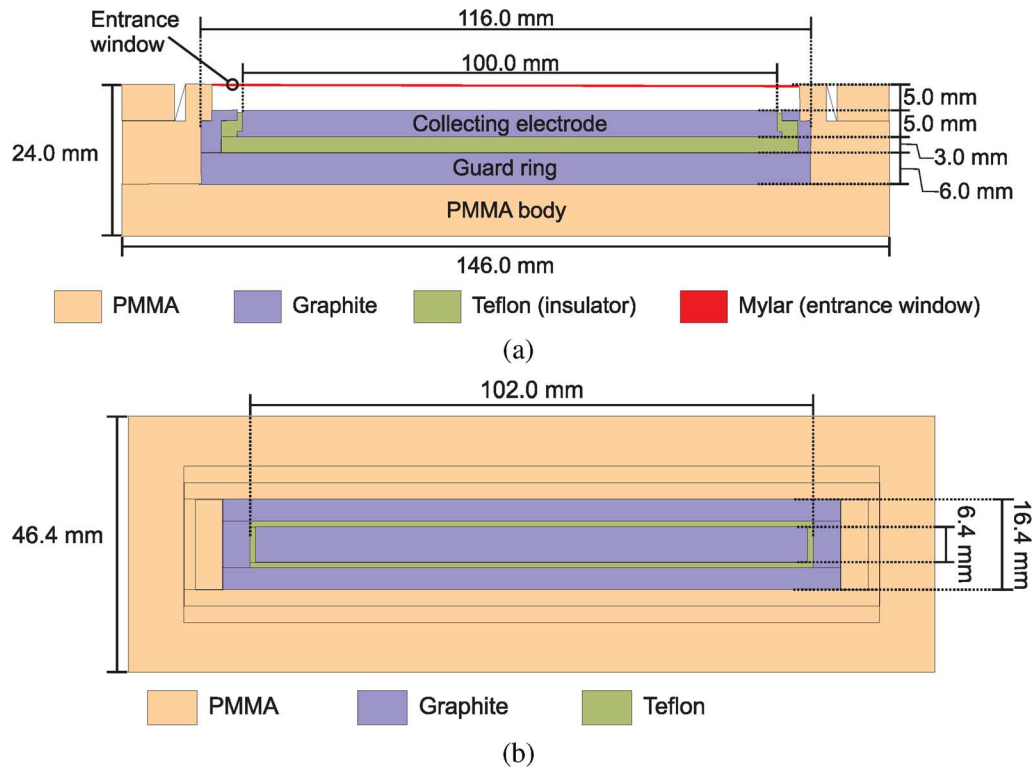 Entrance
window
116.0 mm
100.0 mm
5.0 mm
Collecting electrode
5.0 mm
24.0 mm
3.0 mm
Guard ring
6.0 mm
PMMA body
146.0 mm
PMMA
Graphite
Teflon (insulator)
Mylar (entrance window)
(a)
102.0 mm
46.4 mm
6.4 mm
16.4 mm
PMMA
Graphite
Teflon
(b)